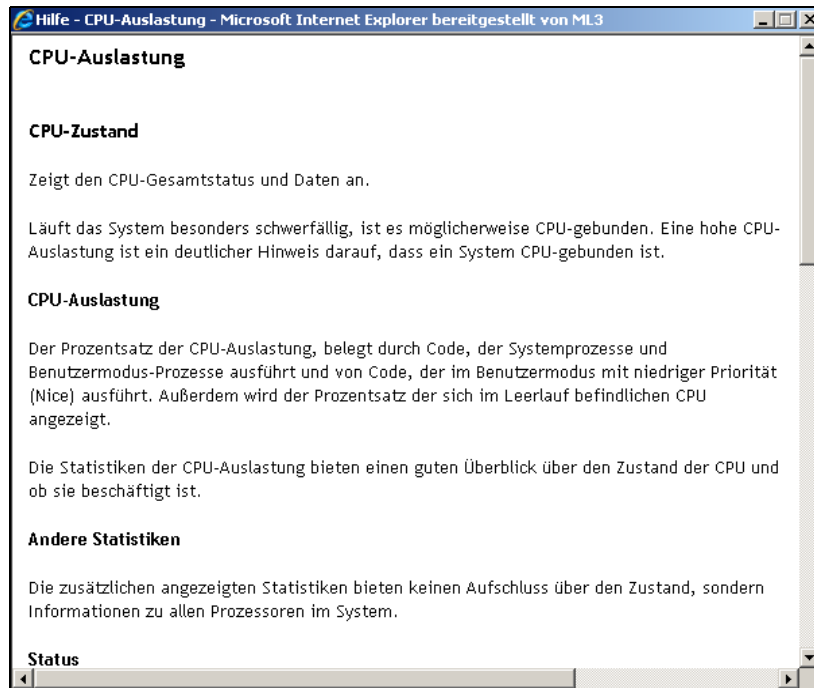 Hilfe - CPU-Auslastung - Microsoft Internet Explorer bereitgestellt von ML3
CPU-Auslastung
CPU-Zustand
Zeigt den CPU-Gesamtstatus und Daten an.
Läuft das System besonders schwerfällig, ist es möglicherweise CPU-gebunden. Eine hohe CPU-
Auslastung ist ein deutlicher Hinweis darauf, dass ein System CPU-gebunden ist.
CPU-Auslastung
Der Prozentsatz der CPU-Auslastung, belegt durch Code, der Systemprozesse und
Benutzermodus-Prozesse ausführt und von Code, der im Benutzermodus mit niedriger Priorität
(Nice) ausführt. Außerdem wird der Prozentsatz der sich im Leerlauf befindlichen CPU
angezeigt.
Die Statistiken der CPU-Auslastung bieten einen guten Überblick über den Zustand der CPU und
ob sie beschäftigt ist.
Andere Statistiken
Die zusätzlichen angezeigten Statistiken bieten keinen Aufschluss über den Zustand, sondern
Informationen zu allen Prozessoren im System.
Status